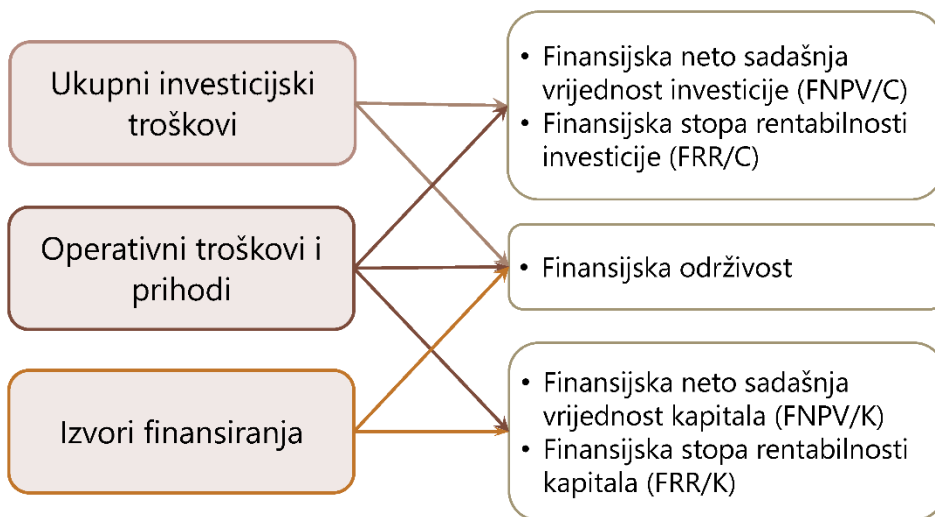 Ukupni investicijski
troškovi
Operativni troškovi i
prihodi
Izvori finansiranja
• Finansijska neto sadašnja
vrijednost investicije (FNPV/C)
• Finansijska stopa rentabilnosti
investicije (FRR/C)
• Finansijska održivost
• Finansijska neto sadašnja
vrijednost kapitala (FNPV/K)
• Finansijska stopa rentabilnosti
kapitala (FRR/K)